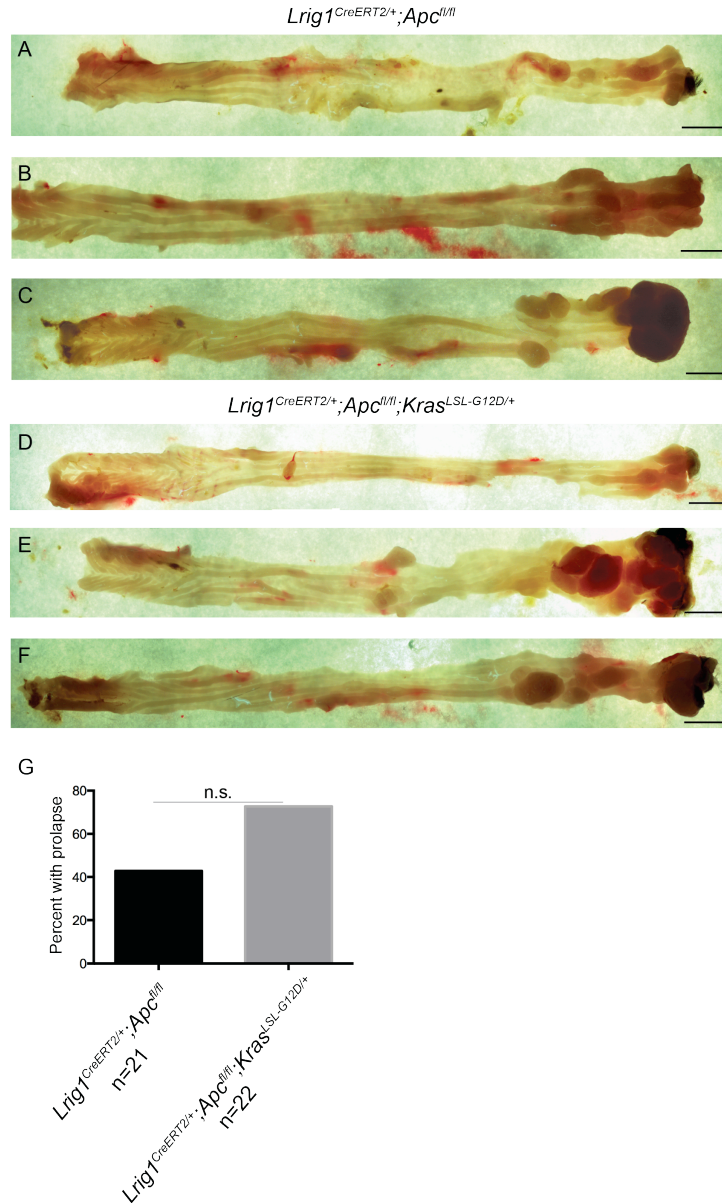 Lrig1CreERT2/+;Apcfl/fl
A
B
C
Lrig1CreERT2/+;Apcfl/fl;KrasLSL-G12D/+
D
E
F
G
n.s.
80
60
40
20
0
Percent with prolapse
Lrig1CreERT2/+;Apcfl/fl
n=21
Lrig1CreERT2/+;Apcfl/fl;KrasLSL-G12D/+
n=22